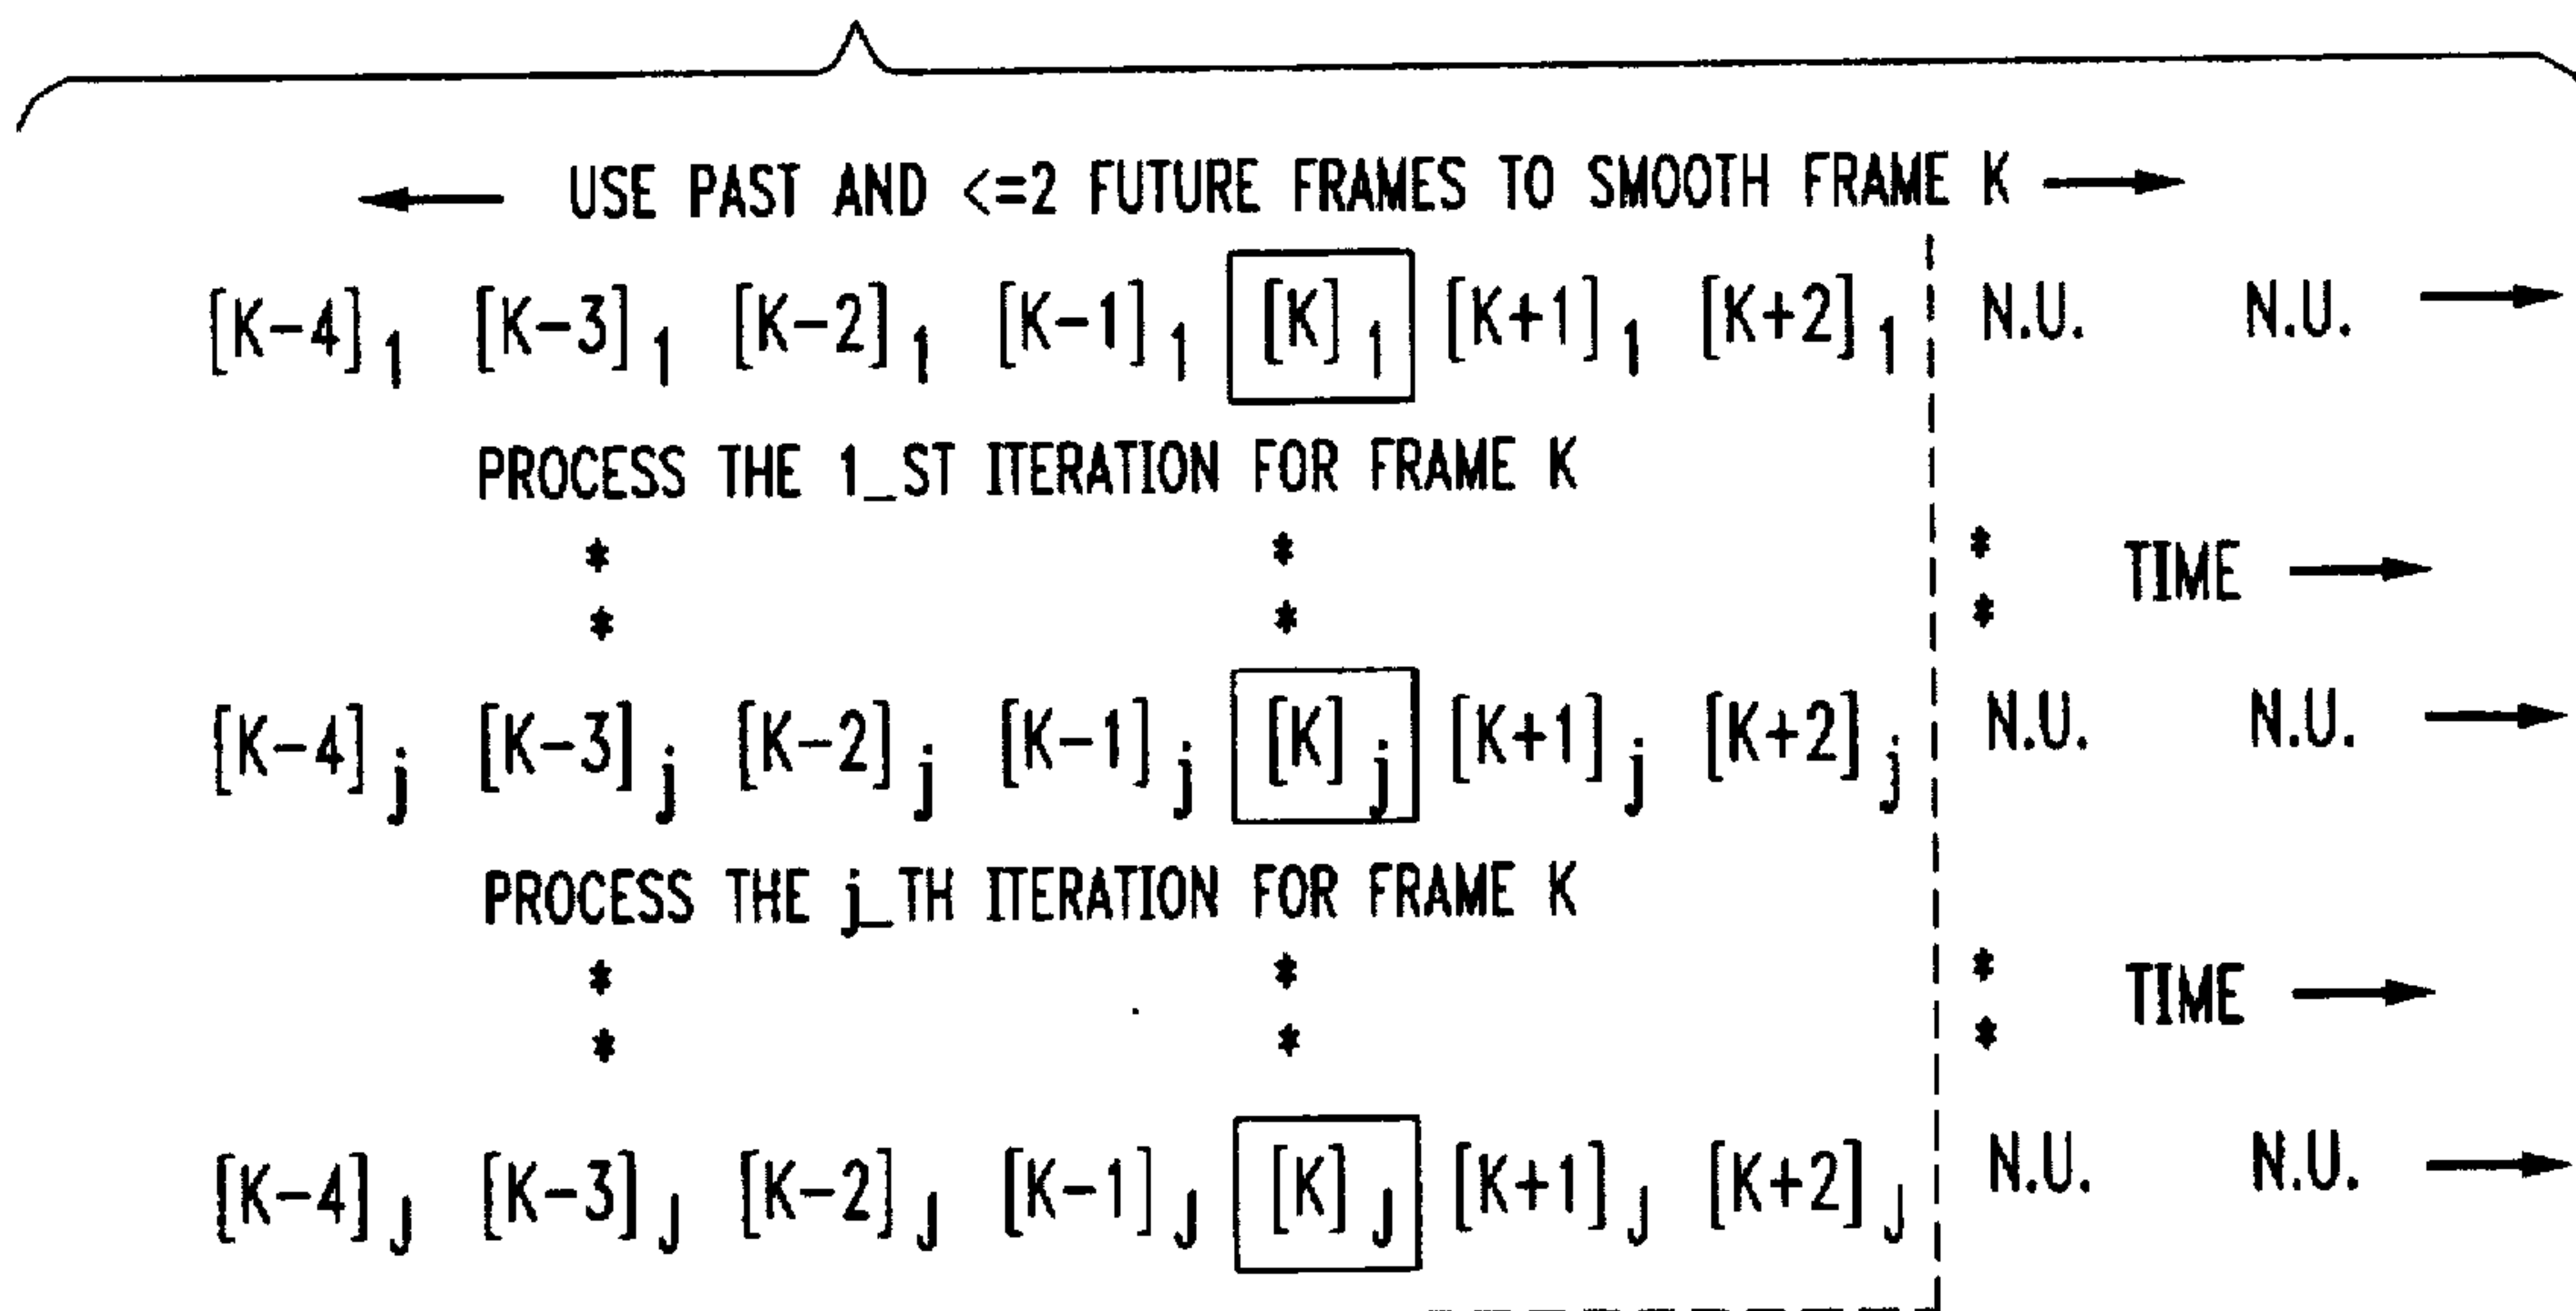 USE PAST AND <=2 FUTURE FRAMES TO SMOOTH FRAME K
[K-4]1 [K-3]1 [K-2]1 [K-1]1 [K]1 [K+1]1 [K+2]1 N.U. N.U.
PROCESS THE 1_ST ITERATION FOR FRAME K
* * *
TIME
* * *
[K-4]j [K-3]j [K-2]j [K-1]j [K]j [K+1]j [K+2]j N.U. N.U.
PROCESS THE j_TH ITERATION FOR FRAME K
* * *
TIME
* * *
[K-4]J [K-3]J [K-2]J [K-1]J [K]J [K+1]J [K+2]J N.U. N.U.